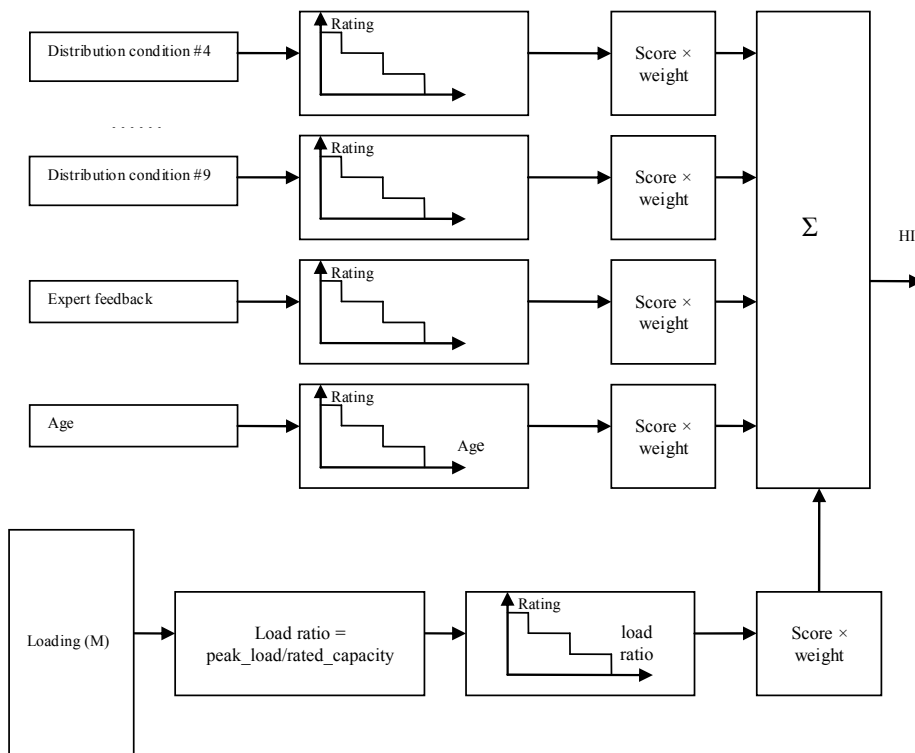 Distribution condition #4
Rating
Score ×
weight
. . . . . .
Distribution condition #9
Rating
Score ×
weight
Σ
HI
Expert feedback
Rating
Score ×
weight
Age
Rating
Age
Score ×
weight
Loading (M)
Load ratio =
peak_load/rated_capacity
Rating
load
ratio
Score ×
weight